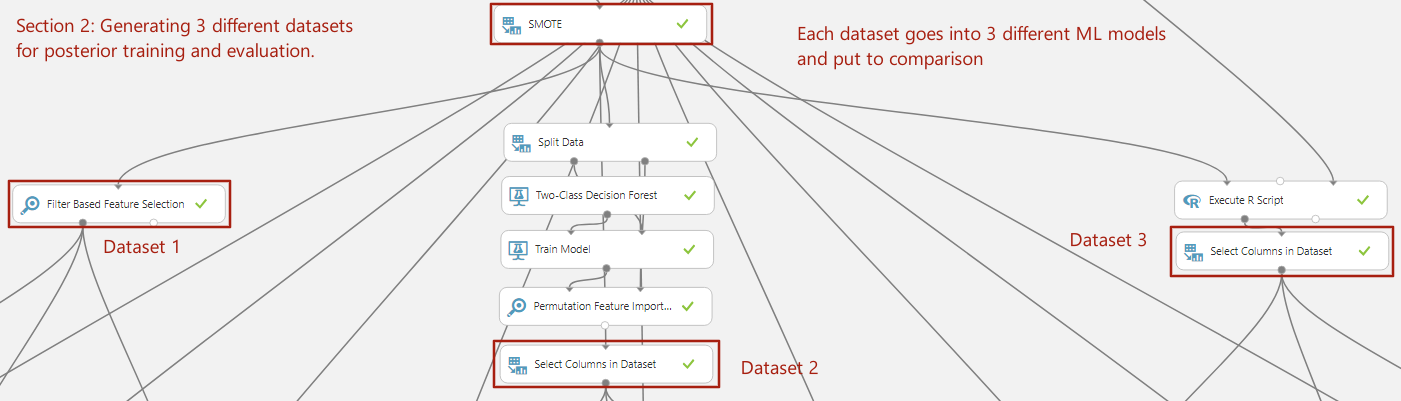 Section 2: Generating 3 different datasets
for posterior training and evaluation.
SMOTE
Each dataset goes into 3 different ML models
and put to comparison
Split Data
Filter Based Feature Selection
Dataset 1
Two-Class Decision Forest
Train Model
Permutation Feature Import...
Select Columns in Dataset
Dataset 2
Execute R Script
Dataset 3
Select Columns in Dataset